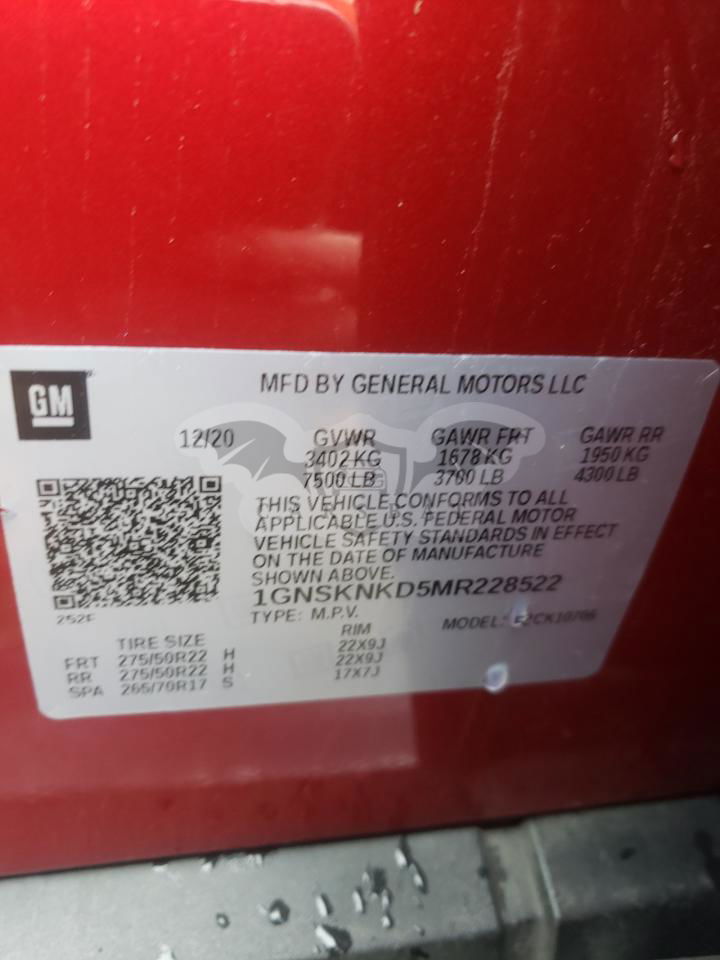 GM
MFD BY GENERAL MOTORS LLC
12/20 GVWR GAWR FRT GAWR RR
3402 KG 1678 KG 1950 KG
7500 LB 3700 LB 4300 LB
THIS VEHICLE CONFORMS TO ALL
APPLICABLE U.S. FEDERAL MOTOR
VEHICLE SAFETY STANDARDS IN EFFECT
ON THE DATE OF MANUFACTURE
SHOWN ABOVE.
1GNSKNKD5MR228522
252F
TYPE: M.P.V. MODEL:
TIRE SIZE RIM
FRT 275/50R22 H 22X9J
RR 275/50R22 H 22X9J
SPA 265/70R17 S 17X7J